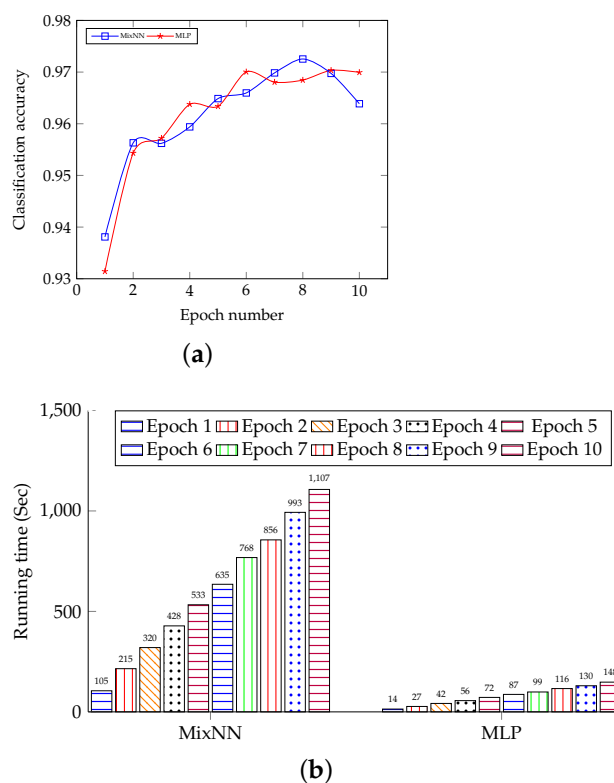 0.98
MixNN MLP
0.97
0.96
0.95
0.94
0.93
0 2 4 6 8 10
Classification accuracy
Epoch number
(a)
1,500
Epoch 1 Epoch 2 Epoch 3 Epoch 4 Epoch 5
Epoch 6 Epoch 7 Epoch 8 Epoch 9 Epoch 10
1,000
500
0
Running time (Sec)
105 215 320 428 533 635 768 856 993 1,107
14 27 42 56 72 87 99 116 130 148
MixNN MLP
(b)